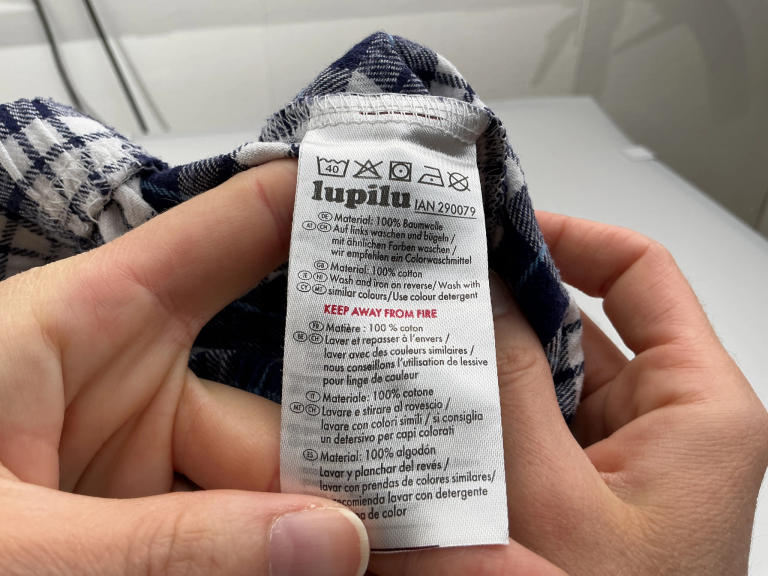 40
lupilu IAN 290079
DE Material: 100% Baumwolle
AT CH Auf links waschen und bügeln /
mit ähnlichen Farben waschen /
wir empfehlen ein Colorwaschmittel
GB Material: 100% cotton
IE NI Wash and iron on reverse/Wash with
CY MT similar colours/Use colour detergent
KEEP AWAY FROM FIRE
FR Matière : 100 % coton
BE CH Laver et repasser à l'envers /
laver avec des couleurs similaires /
nous conseillons l'utilisation de lessive
pour linge de couleur
IT Materiale: 100% cotone
MT CH Lavare e stirare al rovescio /
lavare con colori simili / si consiglia
un detersivo per capi colorati
ES Material: 100% algodón
Lavar y planchar del revés /
lavar con prendas de colores similares/
lavar con detergente
de color